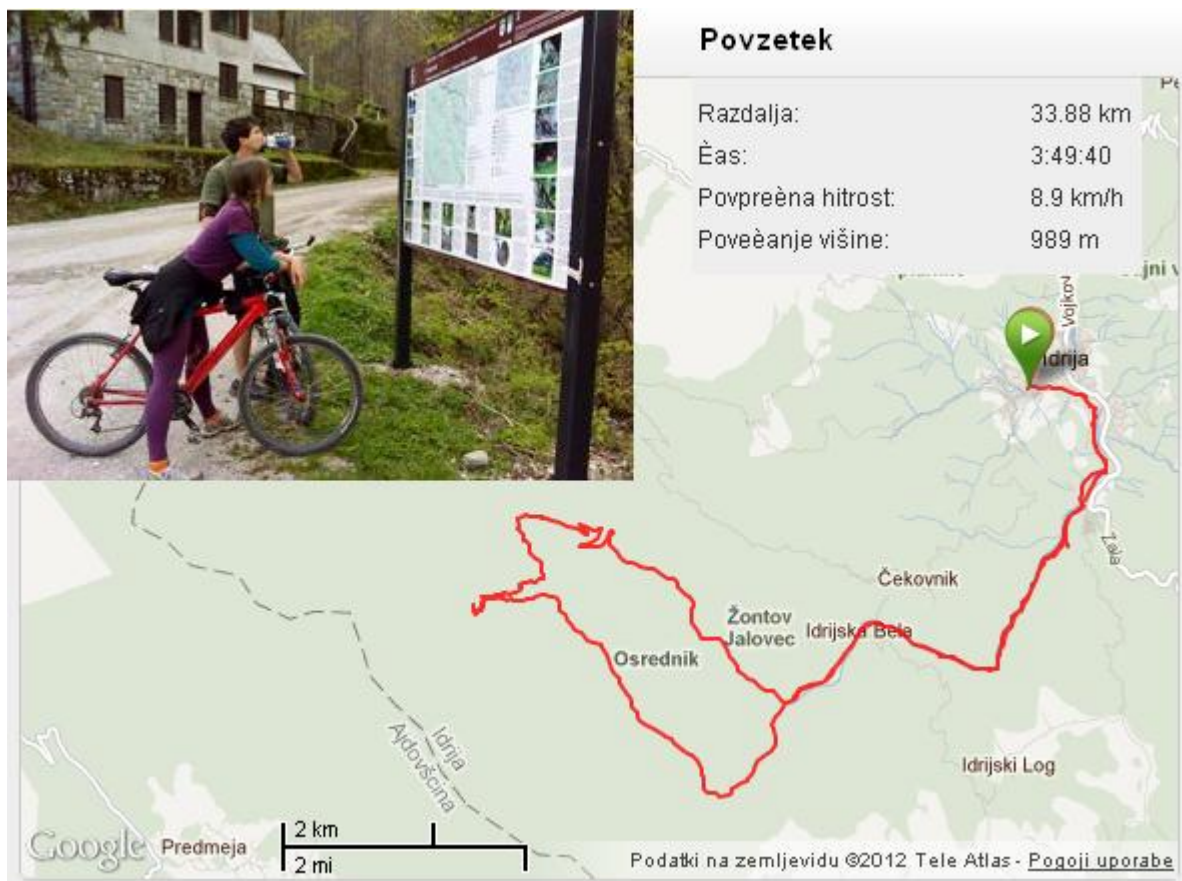 Povzetek
Razdalja: 33.88 km
Èas: 3:49:40
Povpreèna hitrost: 8.9 km/h
Poveèanje višine: 989 m
Vojkov
Idrija
Zala
Čekovnik
Žontov
Jalovec
Idrijska Bela
Osrednik
Idrijski Log
Idrija
Ajdovščina
Predmeja
Google
2 km
2 mi
Podatki na zemljevidu ©2012 Tele Atlas - Pogoji uporabe